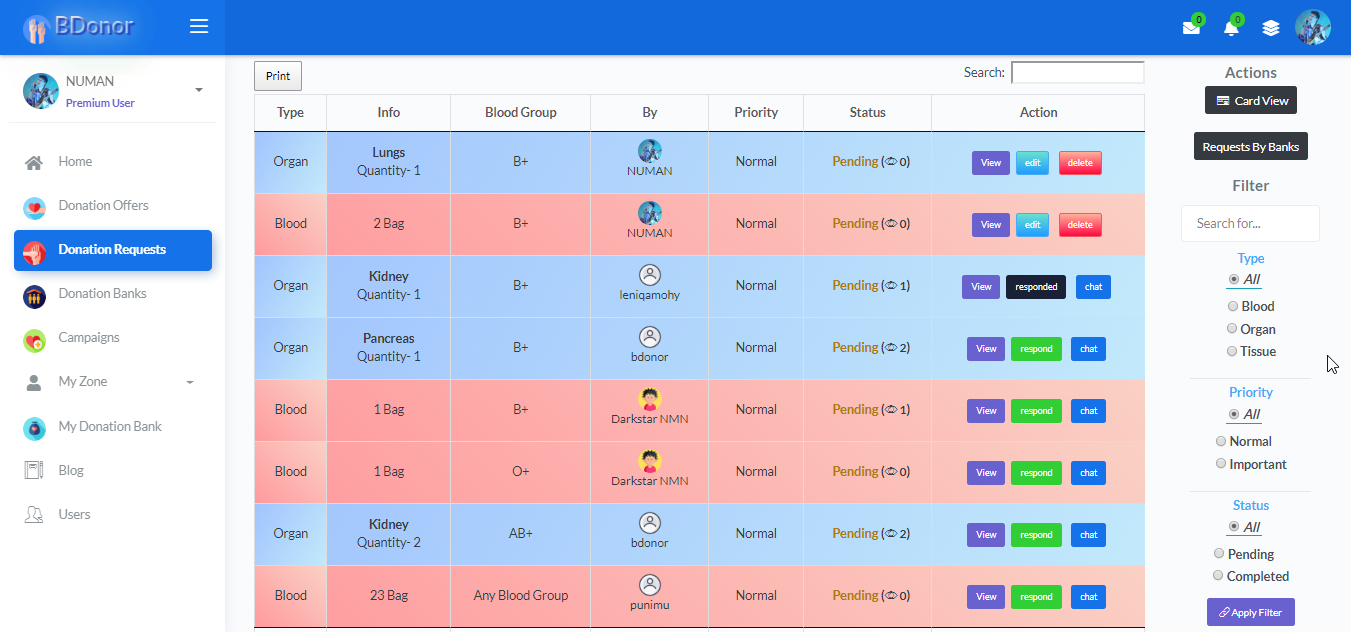 BDonor
0
0
NUMAN
Premium User
Home
Donation Offers
Donation Requests
Donation Banks
Campaigns
My Zone
My Donation Bank
Blog
Users
Print
Search:
Type Info Blood Group By Priority Status Action
Organ Lungs
Quantity- 1 B+ NUMAN Normal Pending (0) View edit delete
Blood 2 Bag B+ NUMAN Normal Pending (0) View edit delete
Organ Kidney
Quantity- 1 B+ leniqamohy Normal Pending (1) View responded chat
Organ Pancreas
Quantity- 1 B+ bdonor Normal Pending (2) View respond chat
Blood 1 Bag B+ Darkstar NMN Normal Pending (1) View respond chat
Blood 1 Bag O+ Darkstar NMN Normal Pending (0) View respond chat
Organ Kidney
Quantity- 2 AB+ bdonor Normal Pending (2) View respond chat
Blood 23 Bag Any Blood Group punimu Normal Pending (0) View respond chat
Actions
Card View
Requests By Banks
Filter
Search for...
Type
All
Blood
Organ
Tissue
Priority
All
Normal
Important
Status
All
Pending
Completed
Apply Filter